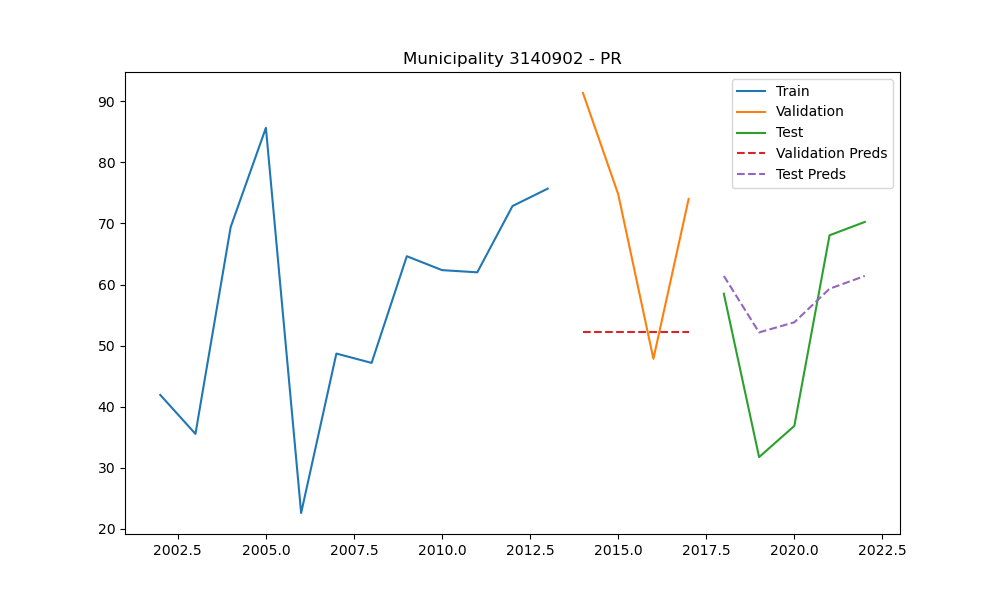 Municipality 3140902 - PR
Train
Validation
Test
Validation Preds
Test Preds
90
80
70
60
50
40
30
20
2002.5 2005.0 2007.5 2010.0 2012.5 2015.0 2017.5 2020.0 2022.5